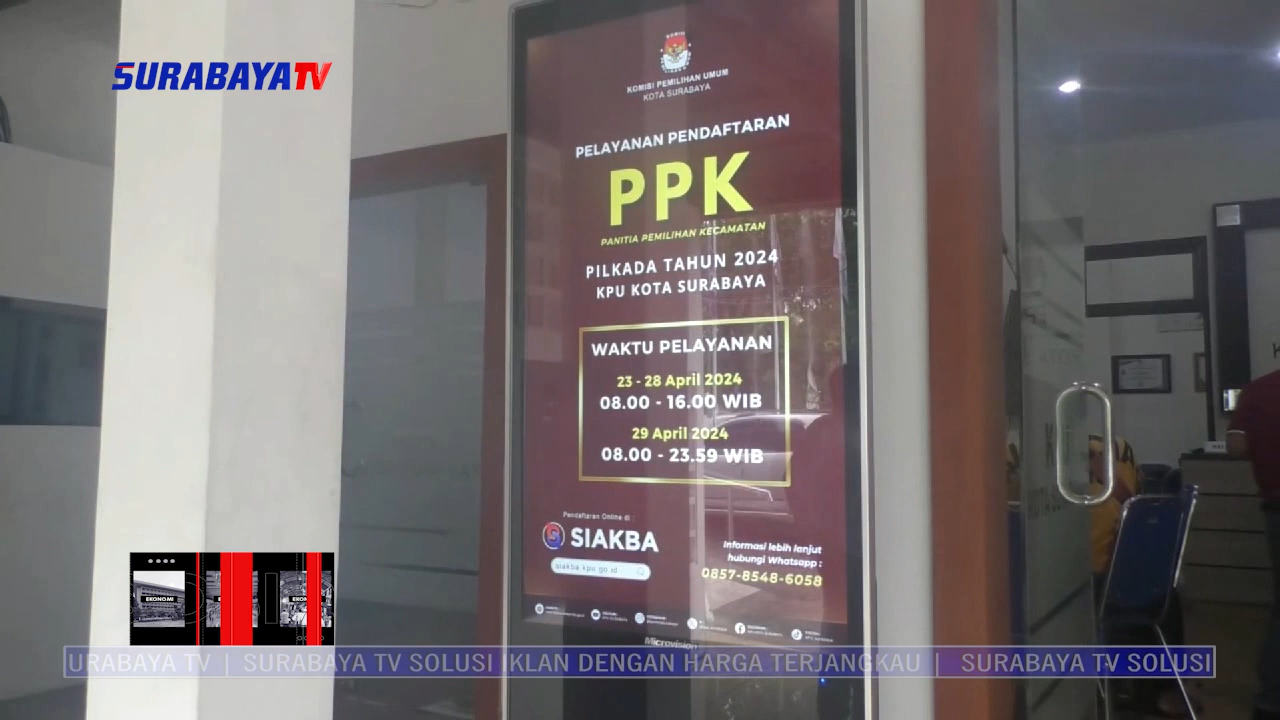 SURABAYATV
KOMISI PEMILIHAN UMUM
KOTA SURABAYA
PELAYANAN PENDAFTARAN
PPK
PANITIA PEMILIHAN KECAMATAN
PILKADA TAHUN 2024
KPU KOTA SURABAYA
WAKTU PELAYANAN
23 - 28 April 2024
08.00 - 16.00 WIB
29 April 2024
08.00 - 23.59 WIB
Pendaftaran Online di :
SIAKBA
siakba.kpu.go.id
Informasi lebih lanjut
hubungi Whatsapp :
0857-8548-6058
Microvision
EKONOMI
URABAYA TV | SURABAYA TV SOLUSI IKLAN DENGAN HARGA TERJANGKAU | SURABAYA TV SOLUSI